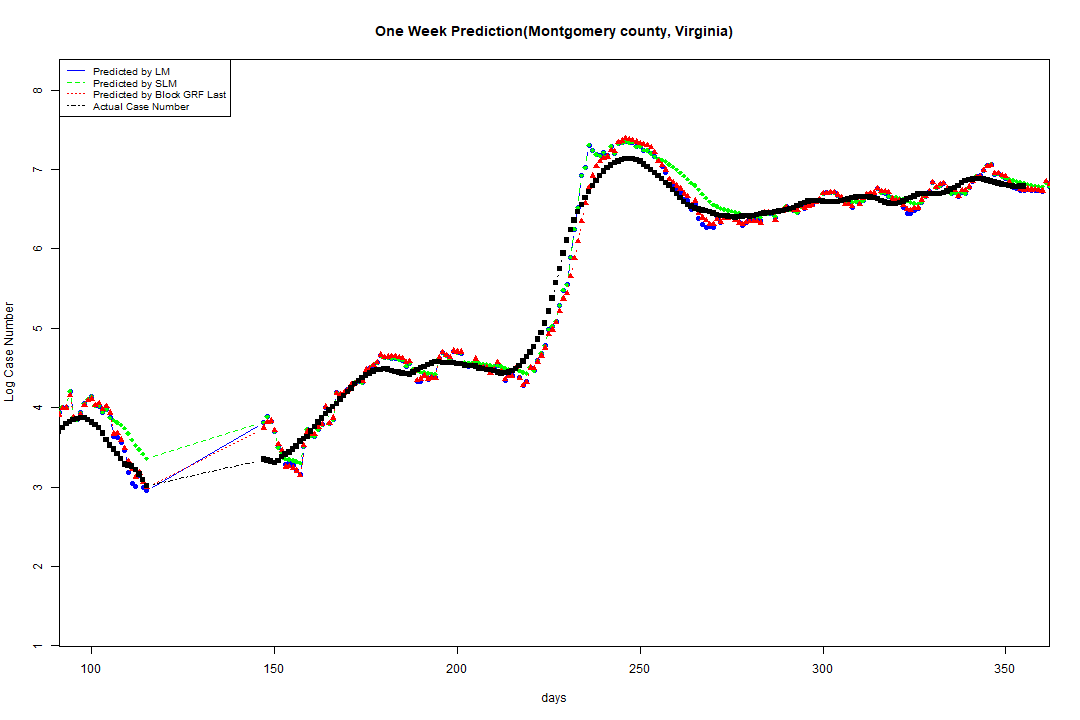 One Week Prediction(Montgomery county, Virginia)
Predicted by LM
Predicted by SLM
Predicted by Block GRF Last
Actual Case Number
8
7
6
5
4
3
2
1
Log Case Number
100 150 200 250 300 350
days